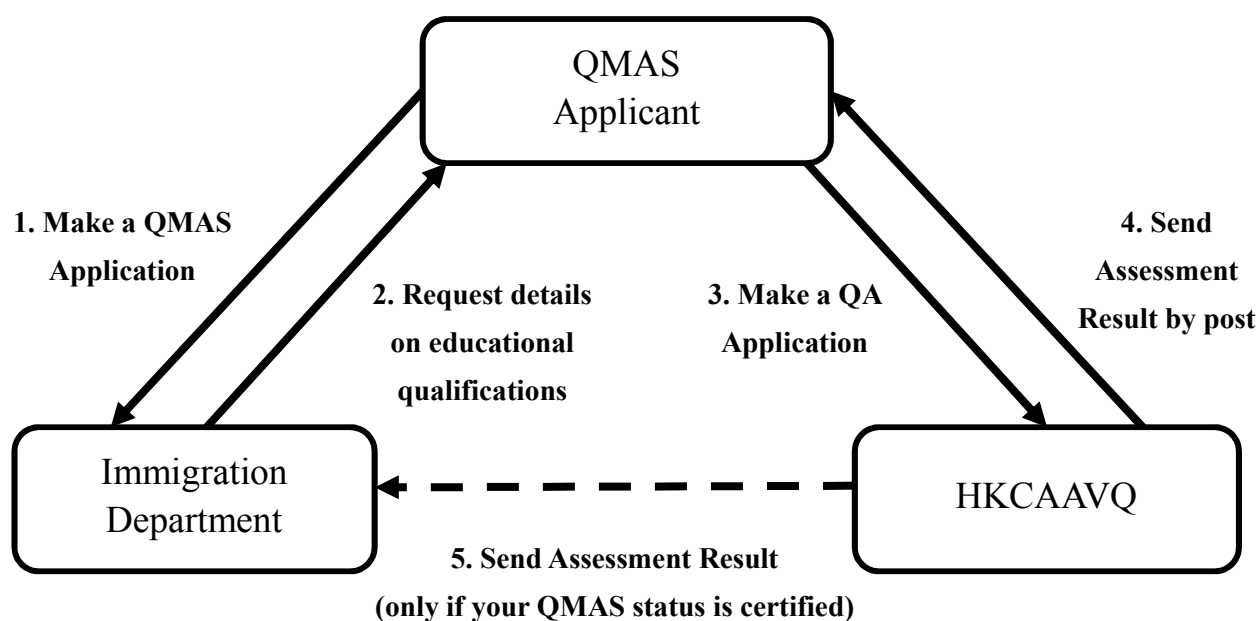 QMAS
Applicant
1. Make a QMAS
Application
2. Request details
on educational
qualifications
3. Make a QA
Application
4. Send
Assessment
Result by post
Immigration
Department
HKCAAVQ
5. Send Assessment Result
(only if your QMAS status is certified)